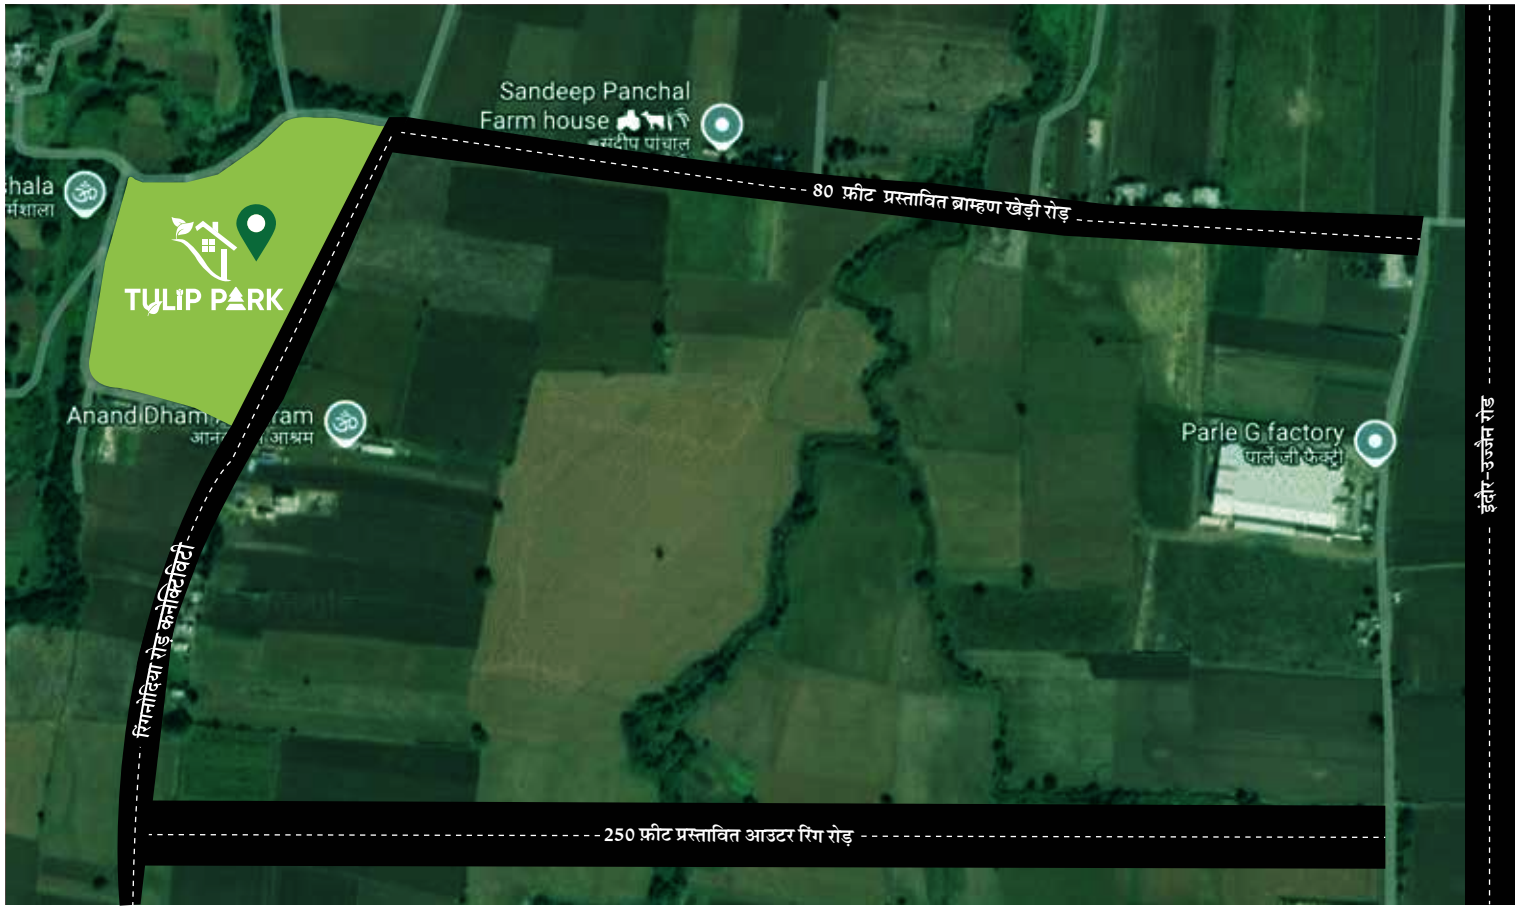 Sandeep Panchal
Farm house
संदीप पांचाल
80 फ़ीट प्रस्तावित ब्राम्हण खेड़ी रोड़
shala
र्मशाला
TULIP PARK
Anand Dham
ram
आश्रम
Parle G factory
पार्ले जी फैक्ट्री
इंदौर-उज्जैन रोड़
रिंगनोदिया रोड़ कनेक्टिविटी
250 फ़ीट प्रस्तावित आउटर रिंग रोड़